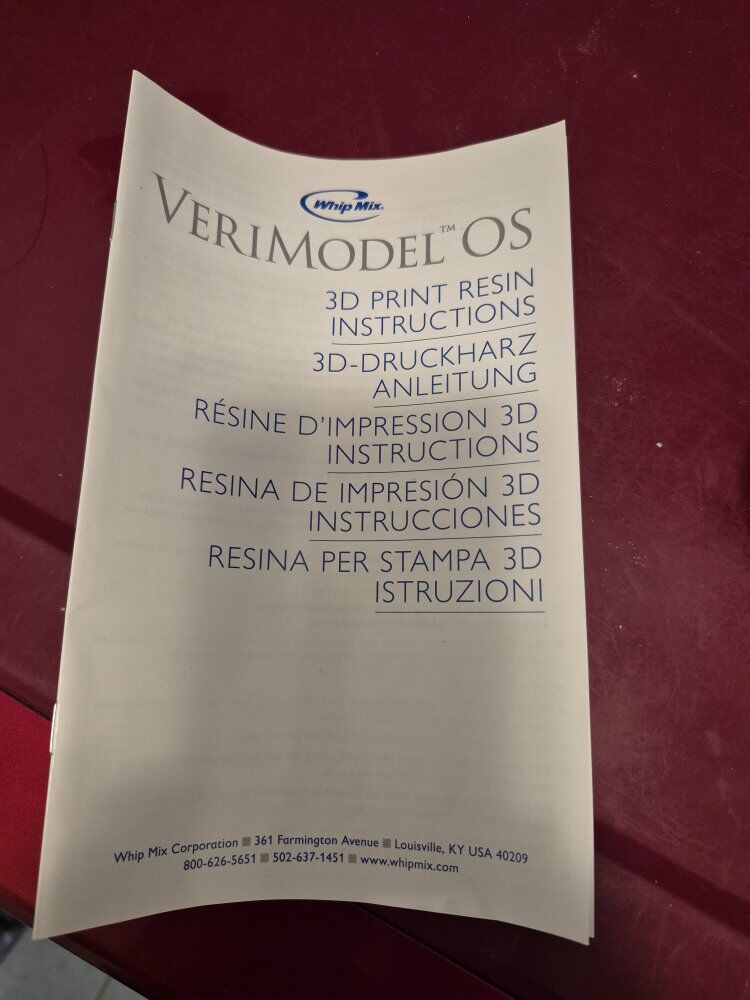 Whip Mix®
VERIMODEL™ OS
3D PRINT RESIN
INSTRUCTIONS
3D-DRUCKHARZ
ANLEITUNG
RÉSINE D'IMPRESSION 3D
INSTRUCTIONS
RESINA DE IMPRESIÓN 3D
INSTRUCCIONES
RESINA PER STAMPA 3D
ISTRUZIONI
Whip Mix Corporation ■ 361 Farmington Avenue ■ Louisville, KY USA 40209
800-626-5651 ■ 502-637-1451 ■ www.whipmix.com